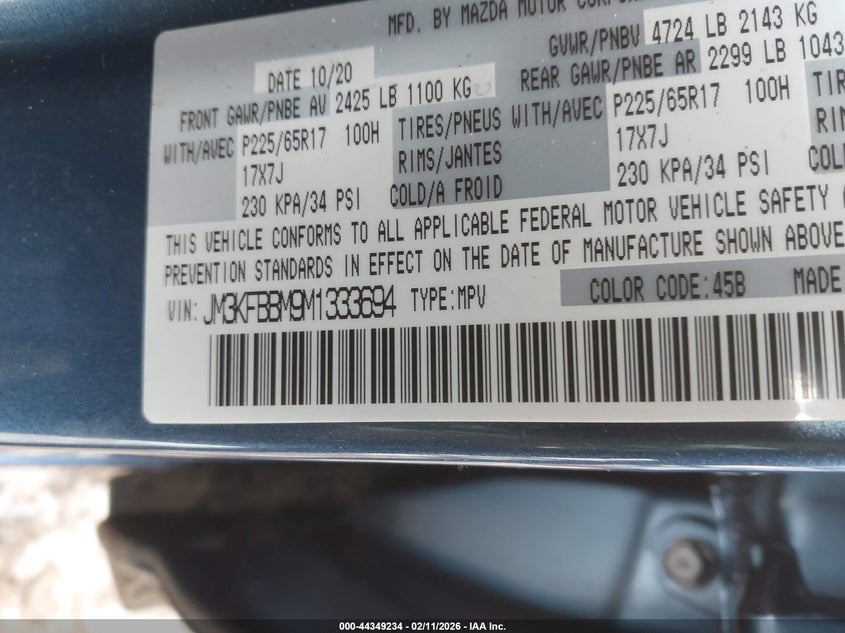 MFD. BY MAZDA MOTOR
DATE 10/20 GVWR/PNBV 4724 LB 2143 KG
FRONT GAWR/PNBE AV 2425 LB 1100 KG REAR GAWR/PNBE AR 2299 LB 1043
WITH/AVEC P225/65R17 100H TIRES/PNEUS WITH/AVEC P225/65R17 100H TIRES
17X7J RIMS/JANTES 17X7J
230 KPA/34 PSI COLD/A FROID 230 KPA/34 PSI
THIS VEHICLE CONFORMS TO ALL APPLICABLE FEDERAL MOTOR VEHICLE SAFETY
PREVENTION STANDARDS IN EFFECT ON THE DATE OF MANUFACTURE SHOWN ABOVE
VIN: JM3KFBBM9M1333694 TYPE:MPV COLOR CODE:45B MADE
000-44349234 - 02/11/2026 - IAA Inc.